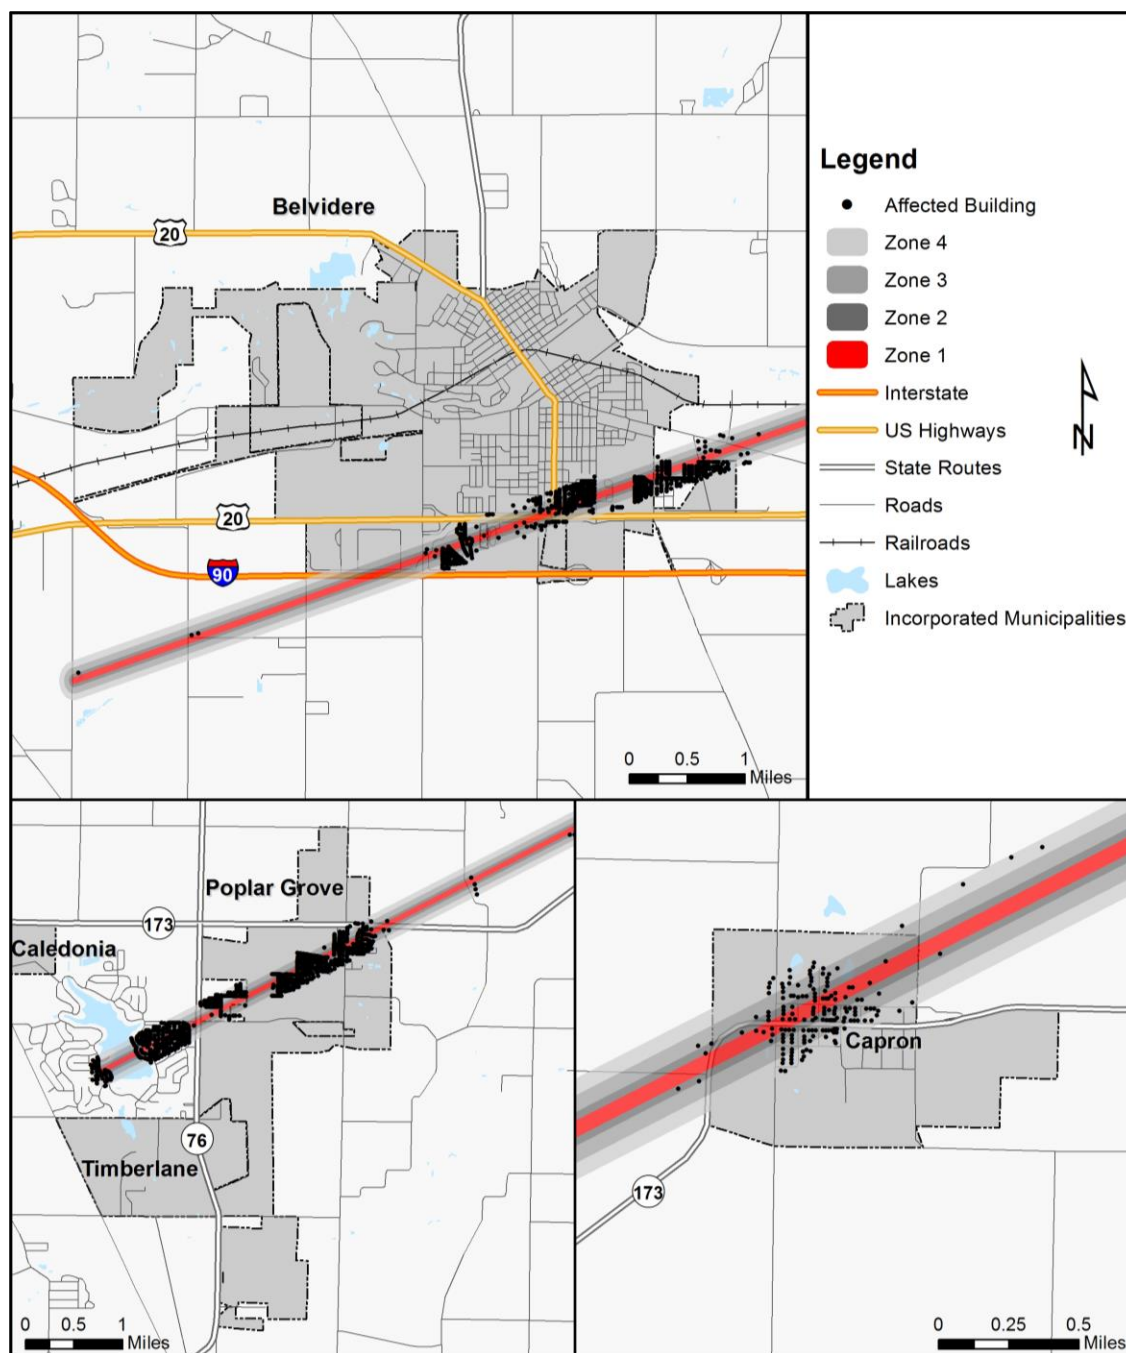 Belvidere
20
20
90
0 0.5 1
Miles
Legend
Affected Building
Zone 4
Zone 3
Zone 2
Zone 1
Interstate
US Highways
State Routes
Roads
Railroads
Lakes
Incorporated Municipalities
N
Poplar Grove
173
Caledonia
76
Timberlane
0 0.5 1
Miles
Capron
173
0 0.25 0.5
Miles